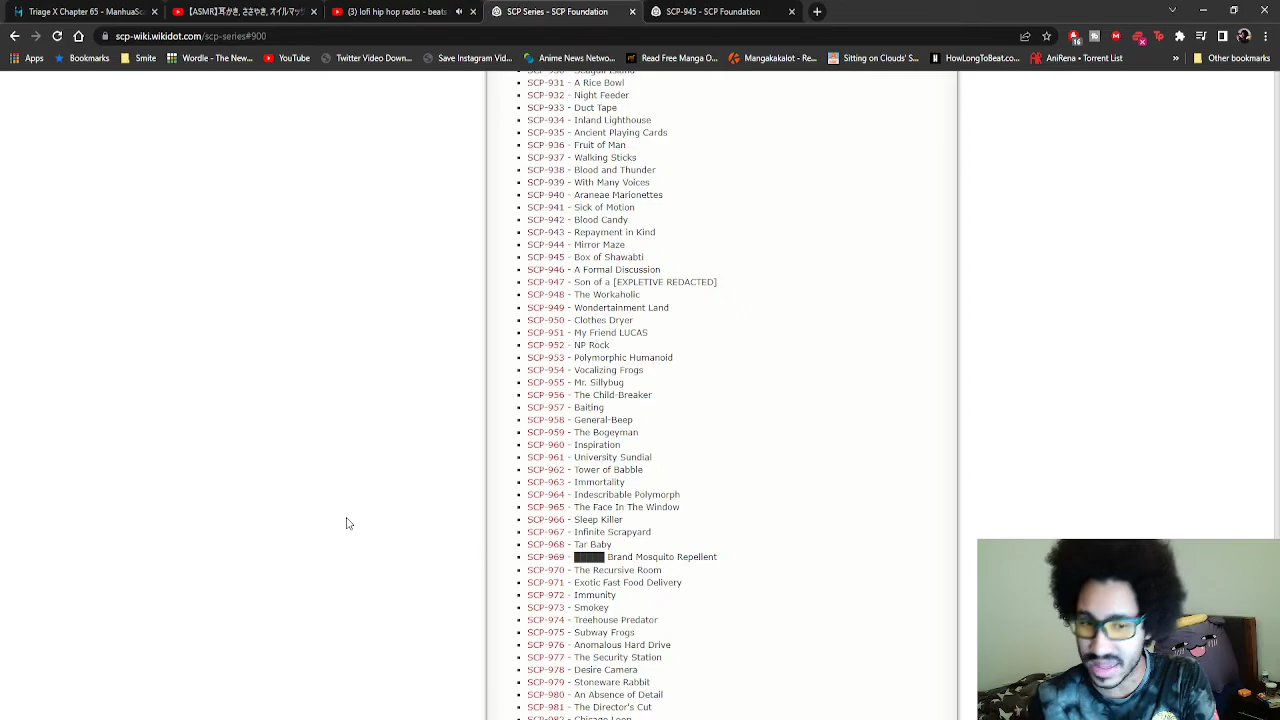 Triage X Chapter 65 - ManhuaSc
【ASMR】耳かき、ささやき、オイルマッ
(3) lofi hip hop radio - beats
SCP Series - SCP Foundation
SCP-945 - SCP Foundation
scp-wiki.wikidot.com/scp-series#900
16
Apps
Bookmarks
YouTube
Smite
Wordle - The New...
Twitter Video Down...
Save Instagram Vid...
Anime News Networ...
Read Free Manga O...
Mangakakalot - Re...
Sitting on Clouds' S...
HowLongToBeat.co...
AniRena | Torrent List
Other bookmarks
SCP-930 - Seagull Island
SCP-931 - A Rice Bowl
SCP-932 - Night Feeder
SCP-933 - Duct Tape
SCP-934 - Inland Lighthouse
SCP-935 - Ancient Playing Cards
SCP-936 - Fruit of Man
SCP-937 - Walking Sticks
SCP-938 - Blood and Thunder
SCP-939 - With Many Voices
SCP-940 - Araneae Marionettes
SCP-941 - Sick of Motion
SCP-942 - Blood Candy
SCP-943 - Repayment in Kind
SCP-944 - Mirror Maze
SCP-945 - Box of Shawabti
SCP-946 - A Formal Discussion
SCP-947 - Son of a [EXPLETIVE REDACTED]
SCP-948 - The Workaholic
SCP-949 - Wondertainment Land
SCP-950 - Clothes Dryer
SCP-951 - My Friend LUCAS
SCP-952 - NP Rock
SCP-953 - Polymorphic Humanoid
SCP-954 - Vocalizing Frogs
SCP-955 - Mr. Sillybug
SCP-956 - The Child-Breaker
SCP-957 - Baiting
SCP-958 - General-Beep
SCP-959 - The Bogeyman
SCP-960 - Inspiration
SCP-961 - University Sundial
SCP-962 - Tower of Babble
SCP-963 - Immortality
SCP-964 - Indescribable Polymorph
SCP-965 - The Face In The Window
SCP-966 - Sleep Killer
SCP-967 - Infinite Scrapyard
SCP-968 - Tar Baby
SCP-969 - █████ Brand Mosquito Repellent
SCP-970 - The Recursive Room
SCP-971 - Exotic Fast Food Delivery
SCP-972 - Immunity
SCP-973 - Smokey
SCP-974 - Treehouse Predator
SCP-975 - Subway Frogs
SCP-976 - Anomalous Hard Drive
SCP-977 - The Security Station
SCP-978 - Desire Camera
SCP-979 - Stoneware Rabbit
SCP-980 - An Absence of Detail
SCP-981 - The Director's Cut
SCP-982 - Chicago Loop